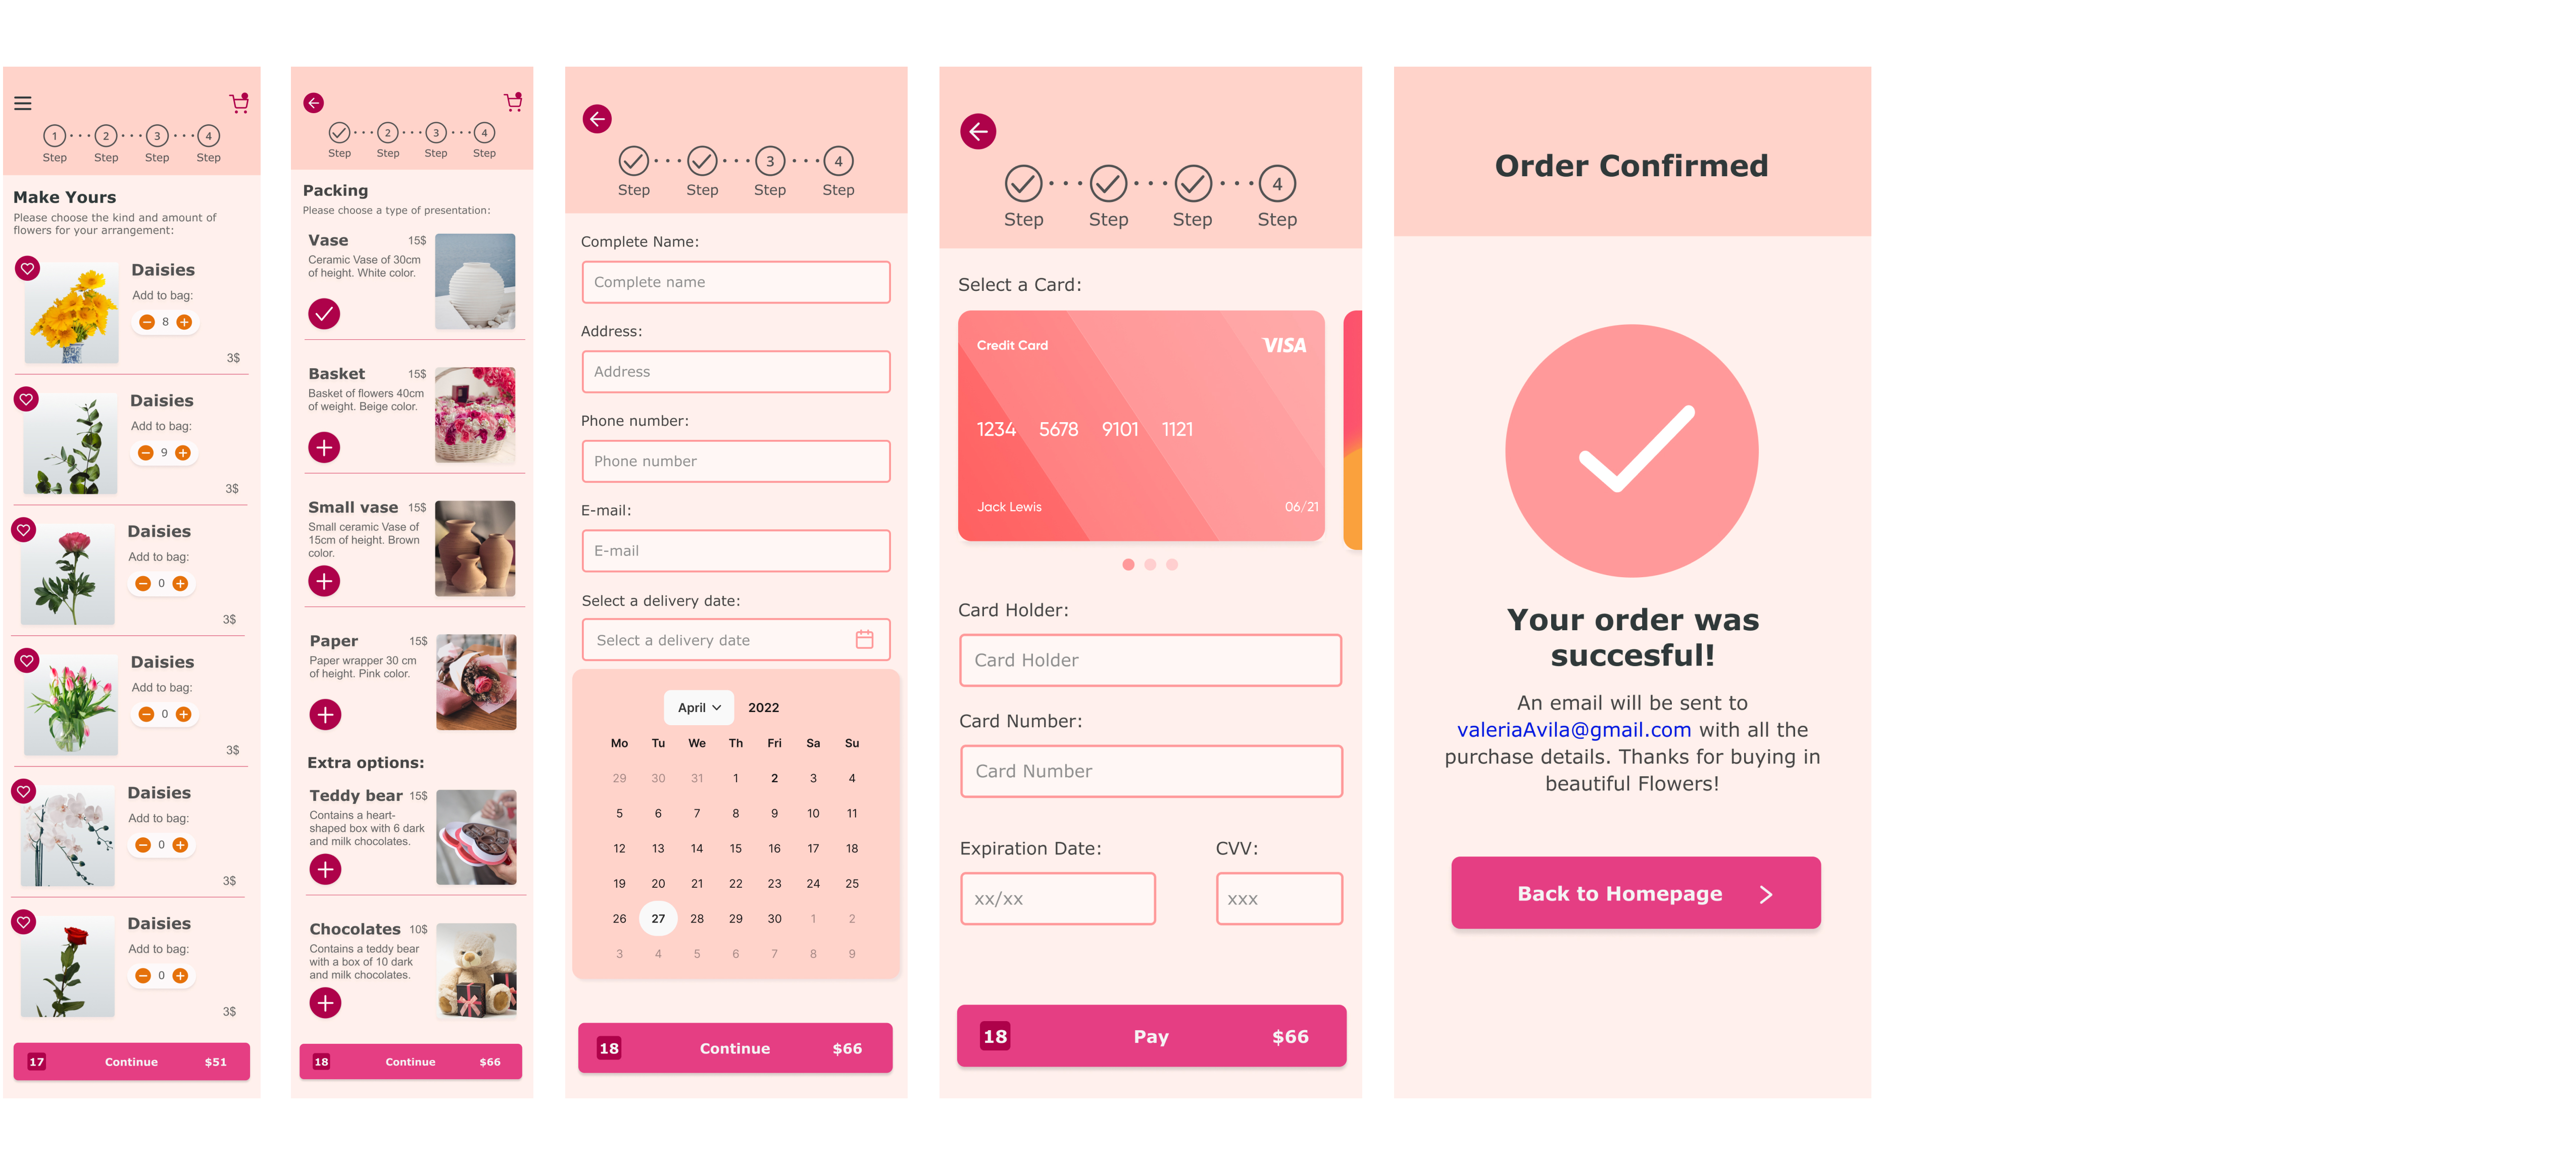 1 2 3 4
Step Step Step Step
Make Yours
Please choose the kind and amount of
flowers for your arrangement:
Daisies
Add to bag:
8
3$
Daisies
Add to bag:
9
3$
Daisies
Add to bag:
0
3$
Daisies
Add to bag:
0
3$
Daisies
Add to bag:
0
3$
Daisies
Add to bag:
0
3$
17 Continue $51
2 3 4
Step Step Step Step
Packing
Please choose a type of presentation:
Vase 15$
Ceramic Vase of 30cm
of height. White color.
Basket 15$
Basket of flowers 40cm
of weight. Beige color.
Small vase 15$
Small ceramic Vase of
15cm of height. Brown
color.
Paper 15$
Paper wrapper 30 cm
of height. Pink color.
Extra options:
Teddy bear 15$
Contains a heart-
shaped box with 6 dark
and milk chocolates.
Chocolates 10$
Contains a teddy bear
with a box of 10 dark
and milk chocolates.
18 Continue $66
3 4
Step Step Step Step
Complete Name:
Complete name
Address:
Address
Phone number:
Phone number
E-mail:
E-mail
Select a delivery date:
Select a delivery date
April 2022
Mo Tu We Th Fri Sa Su
29 30 31 1 2 3 4
5 6 7 8 9 10 11
12 13 14 15 16 17 18
19 20 21 22 23 24 25
26 27 28 29 30 1 2
3 4 5 6 7 8 9
18 Continue $66
4
Step Step Step Step
Select a Card:
Credit Card VISA
1234 5678 9101 1121
Jack Lewis 06/21
Card Holder:
Card Holder
Card Number:
Card Number
Expiration Date: CVV:
xx/xx xxx
18 Pay $66
Order Confirmed
Your order was
succesful!
An email will be sent to
valeriaAvila@gmail.com with all the
purchase details. Thanks for buying in
beautiful Flowers!
Back to Homepage